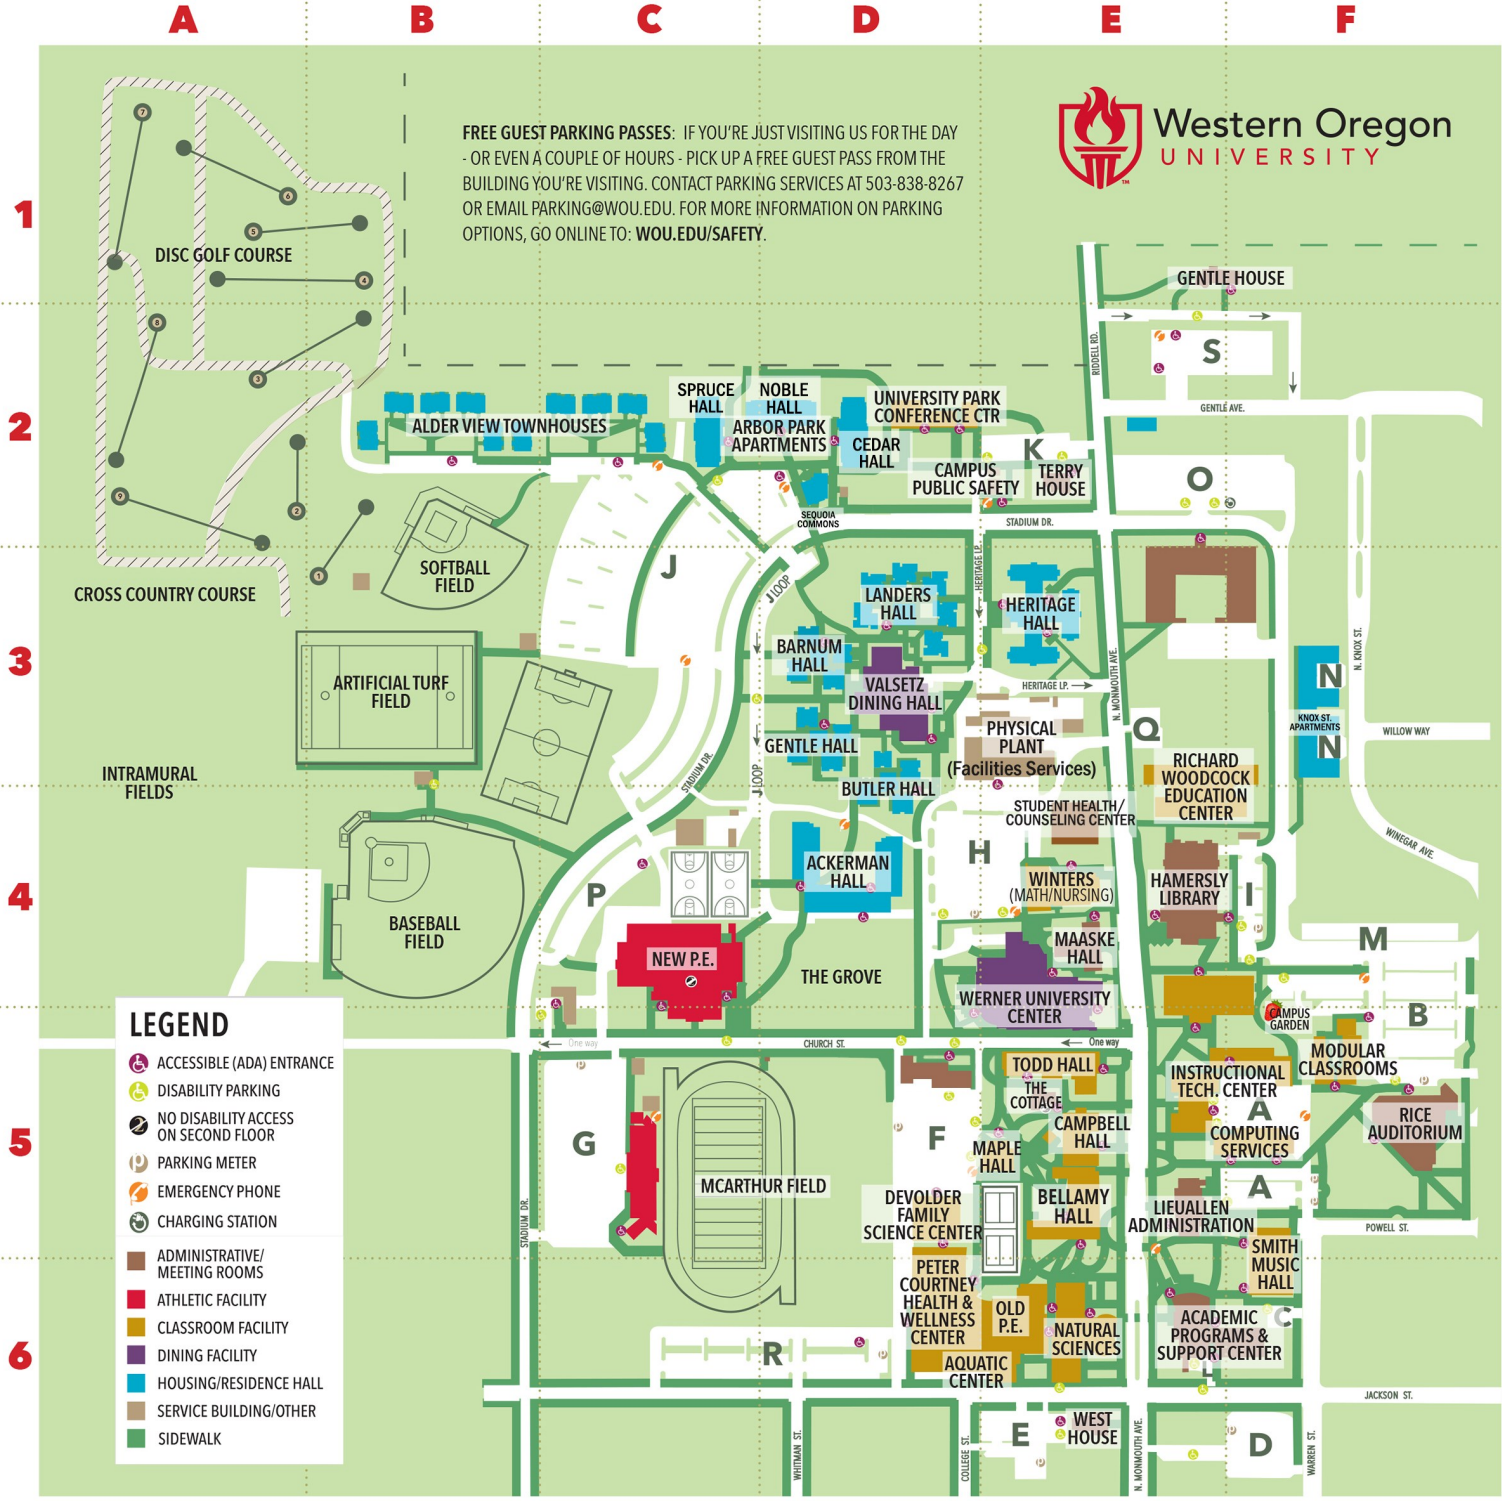 A B C D E F
1
2
3
4
5
6
FREE GUEST PARKING PASSES: IF YOU'RE JUST VISITING US FOR THE DAY
- OR EVEN A COUPLE OF HOURS - PICK UP A FREE GUEST PASS FROM THE
BUILDING YOU'RE VISITING. CONTACT PARKING SERVICES AT 503-838-8267
OR EMAIL PARKING@WOU.EDU. FOR MORE INFORMATION ON PARKING
OPTIONS, GO ONLINE TO: WOU.EDU/SAFETY.
Western Oregon
UNIVERSITY
TM
7
6
5
4
8
3
9
2
1
DISC GOLF COURSE
CROSS COUNTRY COURSE
GENTLE HOUSE
S
RIDDELL RD.
GENTLE AVE.
SPRUCE
HALL
NOBLE
HALL
ARBOR PARK
APARTMENTS
UNIVERSITY PARK
CONFERENCE CTR
ALDER VIEW TOWNHOUSES
CEDAR
HALL
K
CAMPUS
PUBLIC SAFETY
TERRY
HOUSE
O
SEQUOIA
COMMONS
STADIUM DR.
SOFTBALL
FIELD
J
J LOOP
HERITAGE LP.
LANDERS
HALL
HERITAGE
HALL
BARNUM
HALL
N. MONMOUTH AVE.
N. KNOX ST.
ARTIFICIAL TURF
FIELD
VALSETZ
DINING HALL
HERITAGE LP.
N
KNOX ST.
APARTMENTS
N
WILLOW WAY
PHYSICAL
PLANT
(Facilities Services)
Q
GENTLE HALL
STADIUM DR.
J LOOP
INTRAMURAL
FIELDS
BUTLER HALL
RICHARD
WOODCOCK
EDUCATION
CENTER
STUDENT HEALTH/
COUNSELING CENTER
WINEGAR AVE.
H
ACKERMAN
HALL
P
WINTERS
(MATH/NURSING)
HAMERSLY
LIBRARY
I
BASEBALL
FIELD
M
MAASKE
HALL
NEW P.E.
THE GROVE
WERNER UNIVERSITY
CENTER
CAMPUS
GARDEN
B
One way
CHURCH ST.
One way
MODULAR
CLASSROOMS
TODD HALL
INSTRUCTIONAL
TECH. CENTER
THE
COTTAGE
A
RICE
AUDITORIUM
CAMPBELL
HALL
COMPUTING
SERVICES
G
F
MAPLE
HALL
MCARTHUR FIELD
A
DEVOLDER
FAMILY
SCIENCE CENTER
BELLAMY
HALL
LIEUALLEN
ADMINISTRATION
POWELL ST.
STADIUM DR.
SMITH
MUSIC
HALL
PETER
COURTNEY
HEALTH &
WELLNESS
CENTER
OLD
P.E.
NATURAL
SCIENCES
ACADEMIC
PROGRAMS &
SUPPORT CENTER
C
L
R
AQUATIC
CENTER
JACKSON ST.
WHITMAN ST.
COLLEGE ST.
E
WEST
HOUSE
N. MONMOUTH AVE.
D
WARREN ST.
LEGEND
ACCESSIBLE (ADA) ENTRANCE
DISABILITY PARKING
NO DISABILITY ACCESS
ON SECOND FLOOR
PARKING METER
EMERGENCY PHONE
CHARGING STATION
ADMINISTRATIVE/
MEETING ROOMS
ATHLETIC FACILITY
CLASSROOM FACILITY
DINING FACILITY
HOUSING/RESIDENCE HALL
SERVICE BUILDING/OTHER
SIDEWALK